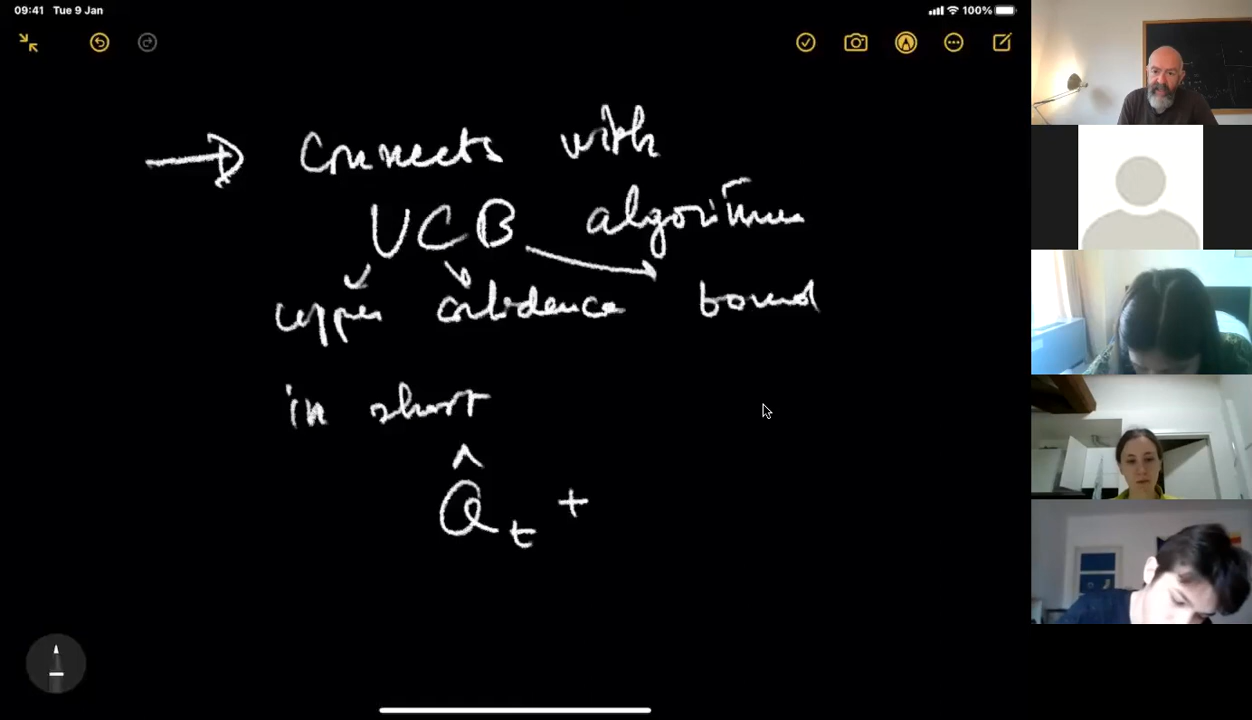 09:41 Tue 9 Jan 100%
→ Connects with
UCB algorithm
upper confidence bound
in short
Q̂t +